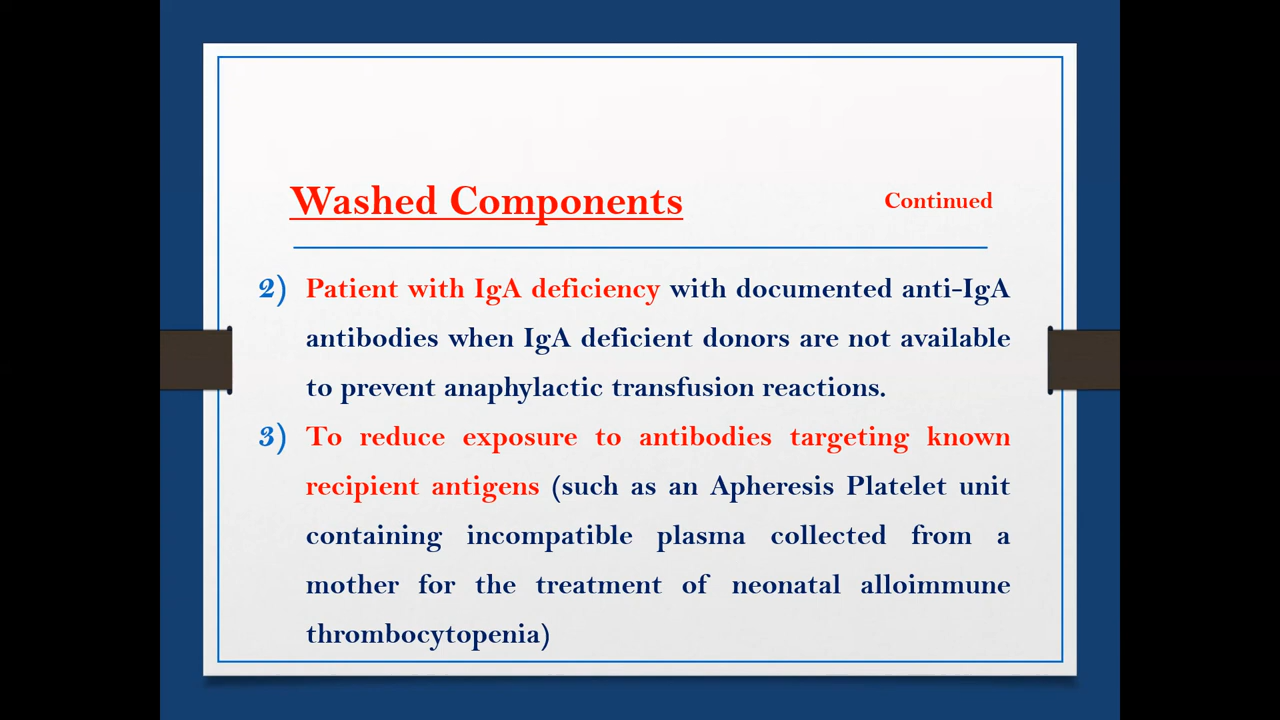 Washed Components
Continued
2) Patient with IgA deficiency with documented anti-IgA
antibodies when IgA deficient donors are not available
to prevent anaphylactic transfusion reactions.
3) To reduce exposure to antibodies targeting known
recipient antigens (such as an Apheresis Platelet unit
containing incompatible plasma collected from a
mother for the treatment of neonatal alloimmune
thrombocytopenia)